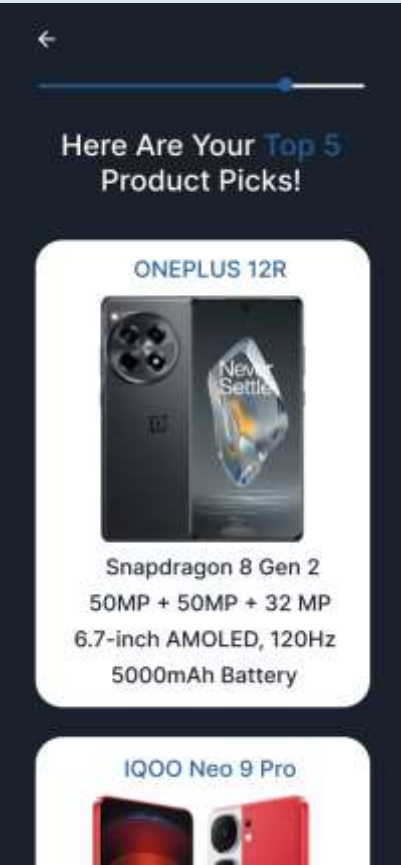 Here Are Your Top 5
Product Picks!
ONEPLUS 12R
Never
Settle
Snapdragon 8 Gen 2
50MP + 50MP + 32 MP
6.7-inch AMOLED, 120Hz
5000mAh Battery
IQOO Neo 9 Pro